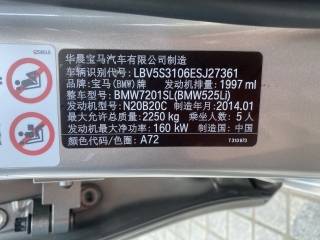 华晨宝马汽车有限公司制造
车辆识别代号:LBV5S3106ESJ27361
品牌:宝马(BMW)牌 发动机排量:1997 ml
整车型号:BMW7201SL(BMW525Li)
发动机型号:N20B20C 制造年月:2014.01
最大允许总质量:2250 kg 乘坐人数:5 人
发动机最大净功率:160 kW 制造国:中国
颜色代码/色圈:A72
7 310 973